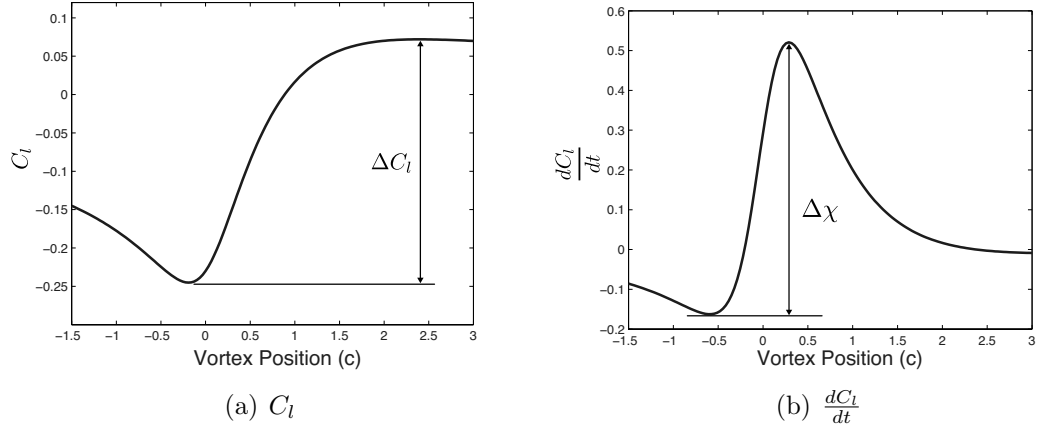 0.1
0.05
0
-0.05
-0.1
-0.15
-0.2
-0.25
C_l
ΔC_l
-1.5 -1 -0.5 0 0.5 1 1.5 2 2.5 3
Vortex Position (c)
(a) C_l
0.6
0.5
0.4
0.3
0.2
0.1
0
-0.1
-0.2
dC_l
dt
Δχ
-1.5 -1 -0.5 0 0.5 1 1.5 2 2.5 3
Vortex Position (c)
(b) dC_l/dt